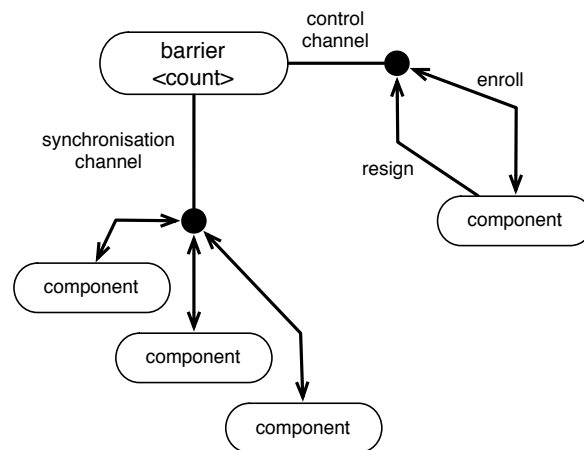 control
channel
barrier
<count>
enroll
synchronisation
channel
resign
component
component
component
component